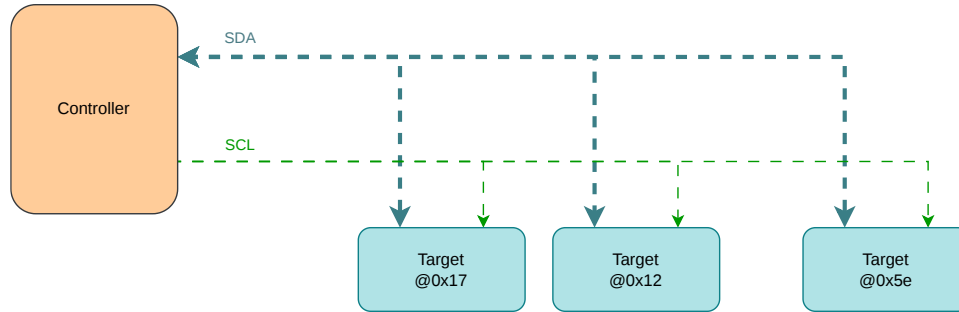 SDA
Controller
SCL
Target
@0x17
Target
@0x12
Target
@0x5e